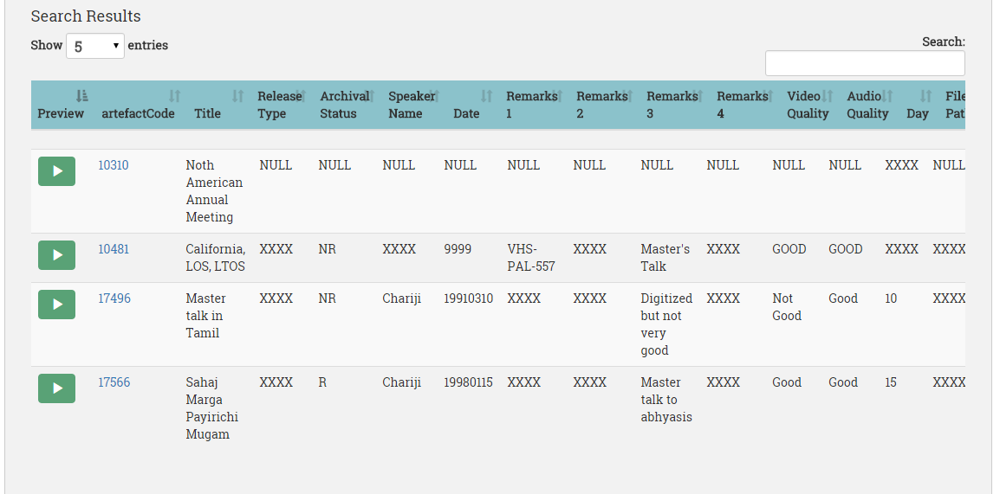 Search Results
Show 5 entries
Search:
Preview artefactCode Title Release Type Archival Status Speaker Name Date Remarks 1 Remarks 2 Remarks 3 Remarks 4 Video Quality Audio Quality Day File Pat
10310 Noth American Annual Meeting NULL NULL NULL NULL NULL NULL NULL NULL NULL NULL XXXX NULL
10481 California, LOS, LTOS XXXX NR XXXX 9999 VHS-PAL-557 XXXX Master's Talk XXXX GOOD GOOD XXXX XXXX
17496 Master talk in Tamil XXXX NR Chariji 19910310 XXXX XXXX Digitized but not very good XXXX Not Good Good 10 XXXX
17566 Sahaj Marga Payirichi Mugam XXXX R Chariji 19980115 XXXX XXXX Master talk to abhyasis XXXX Good Good 15 XXXX